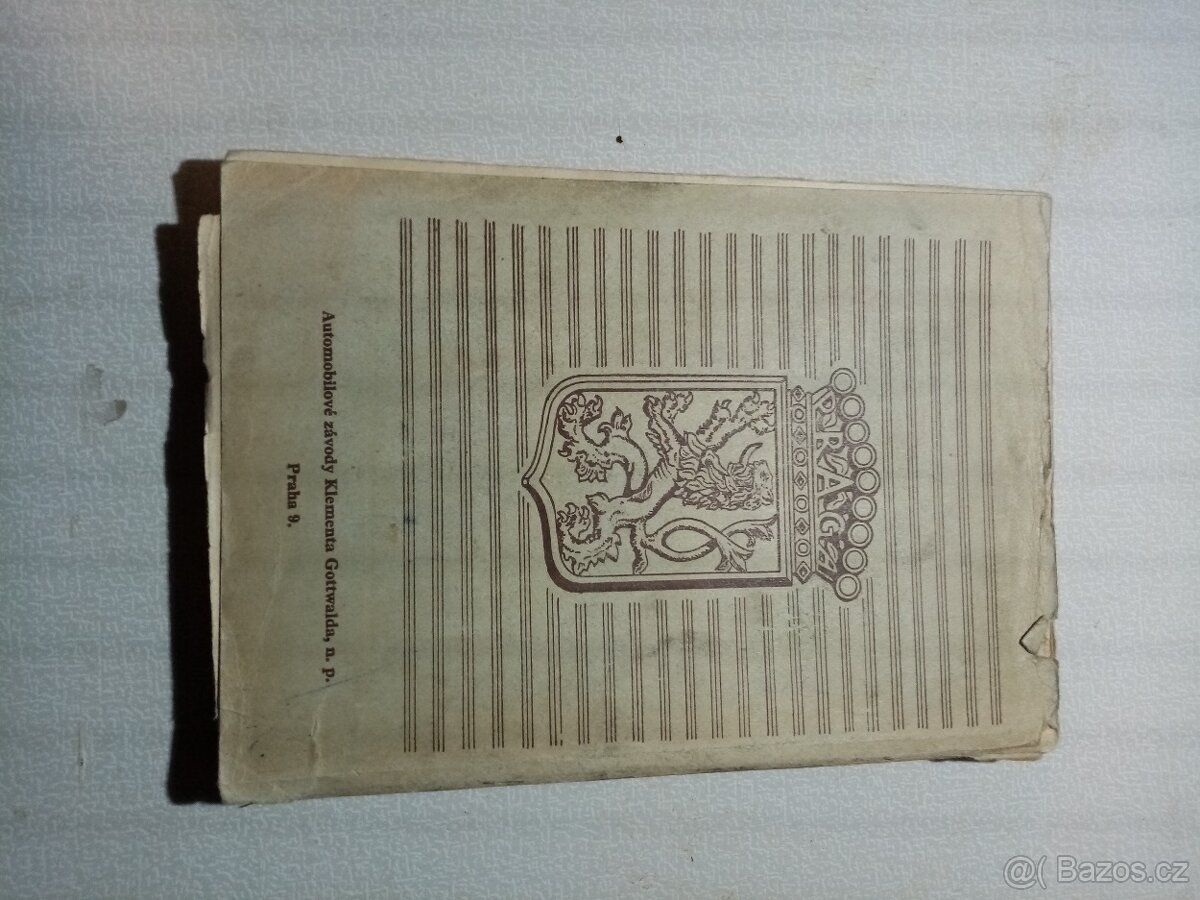 PRAGA
Automobilové závody Klementa Gottwalda, n. p.
Praha 9.
@( Bazos.cz